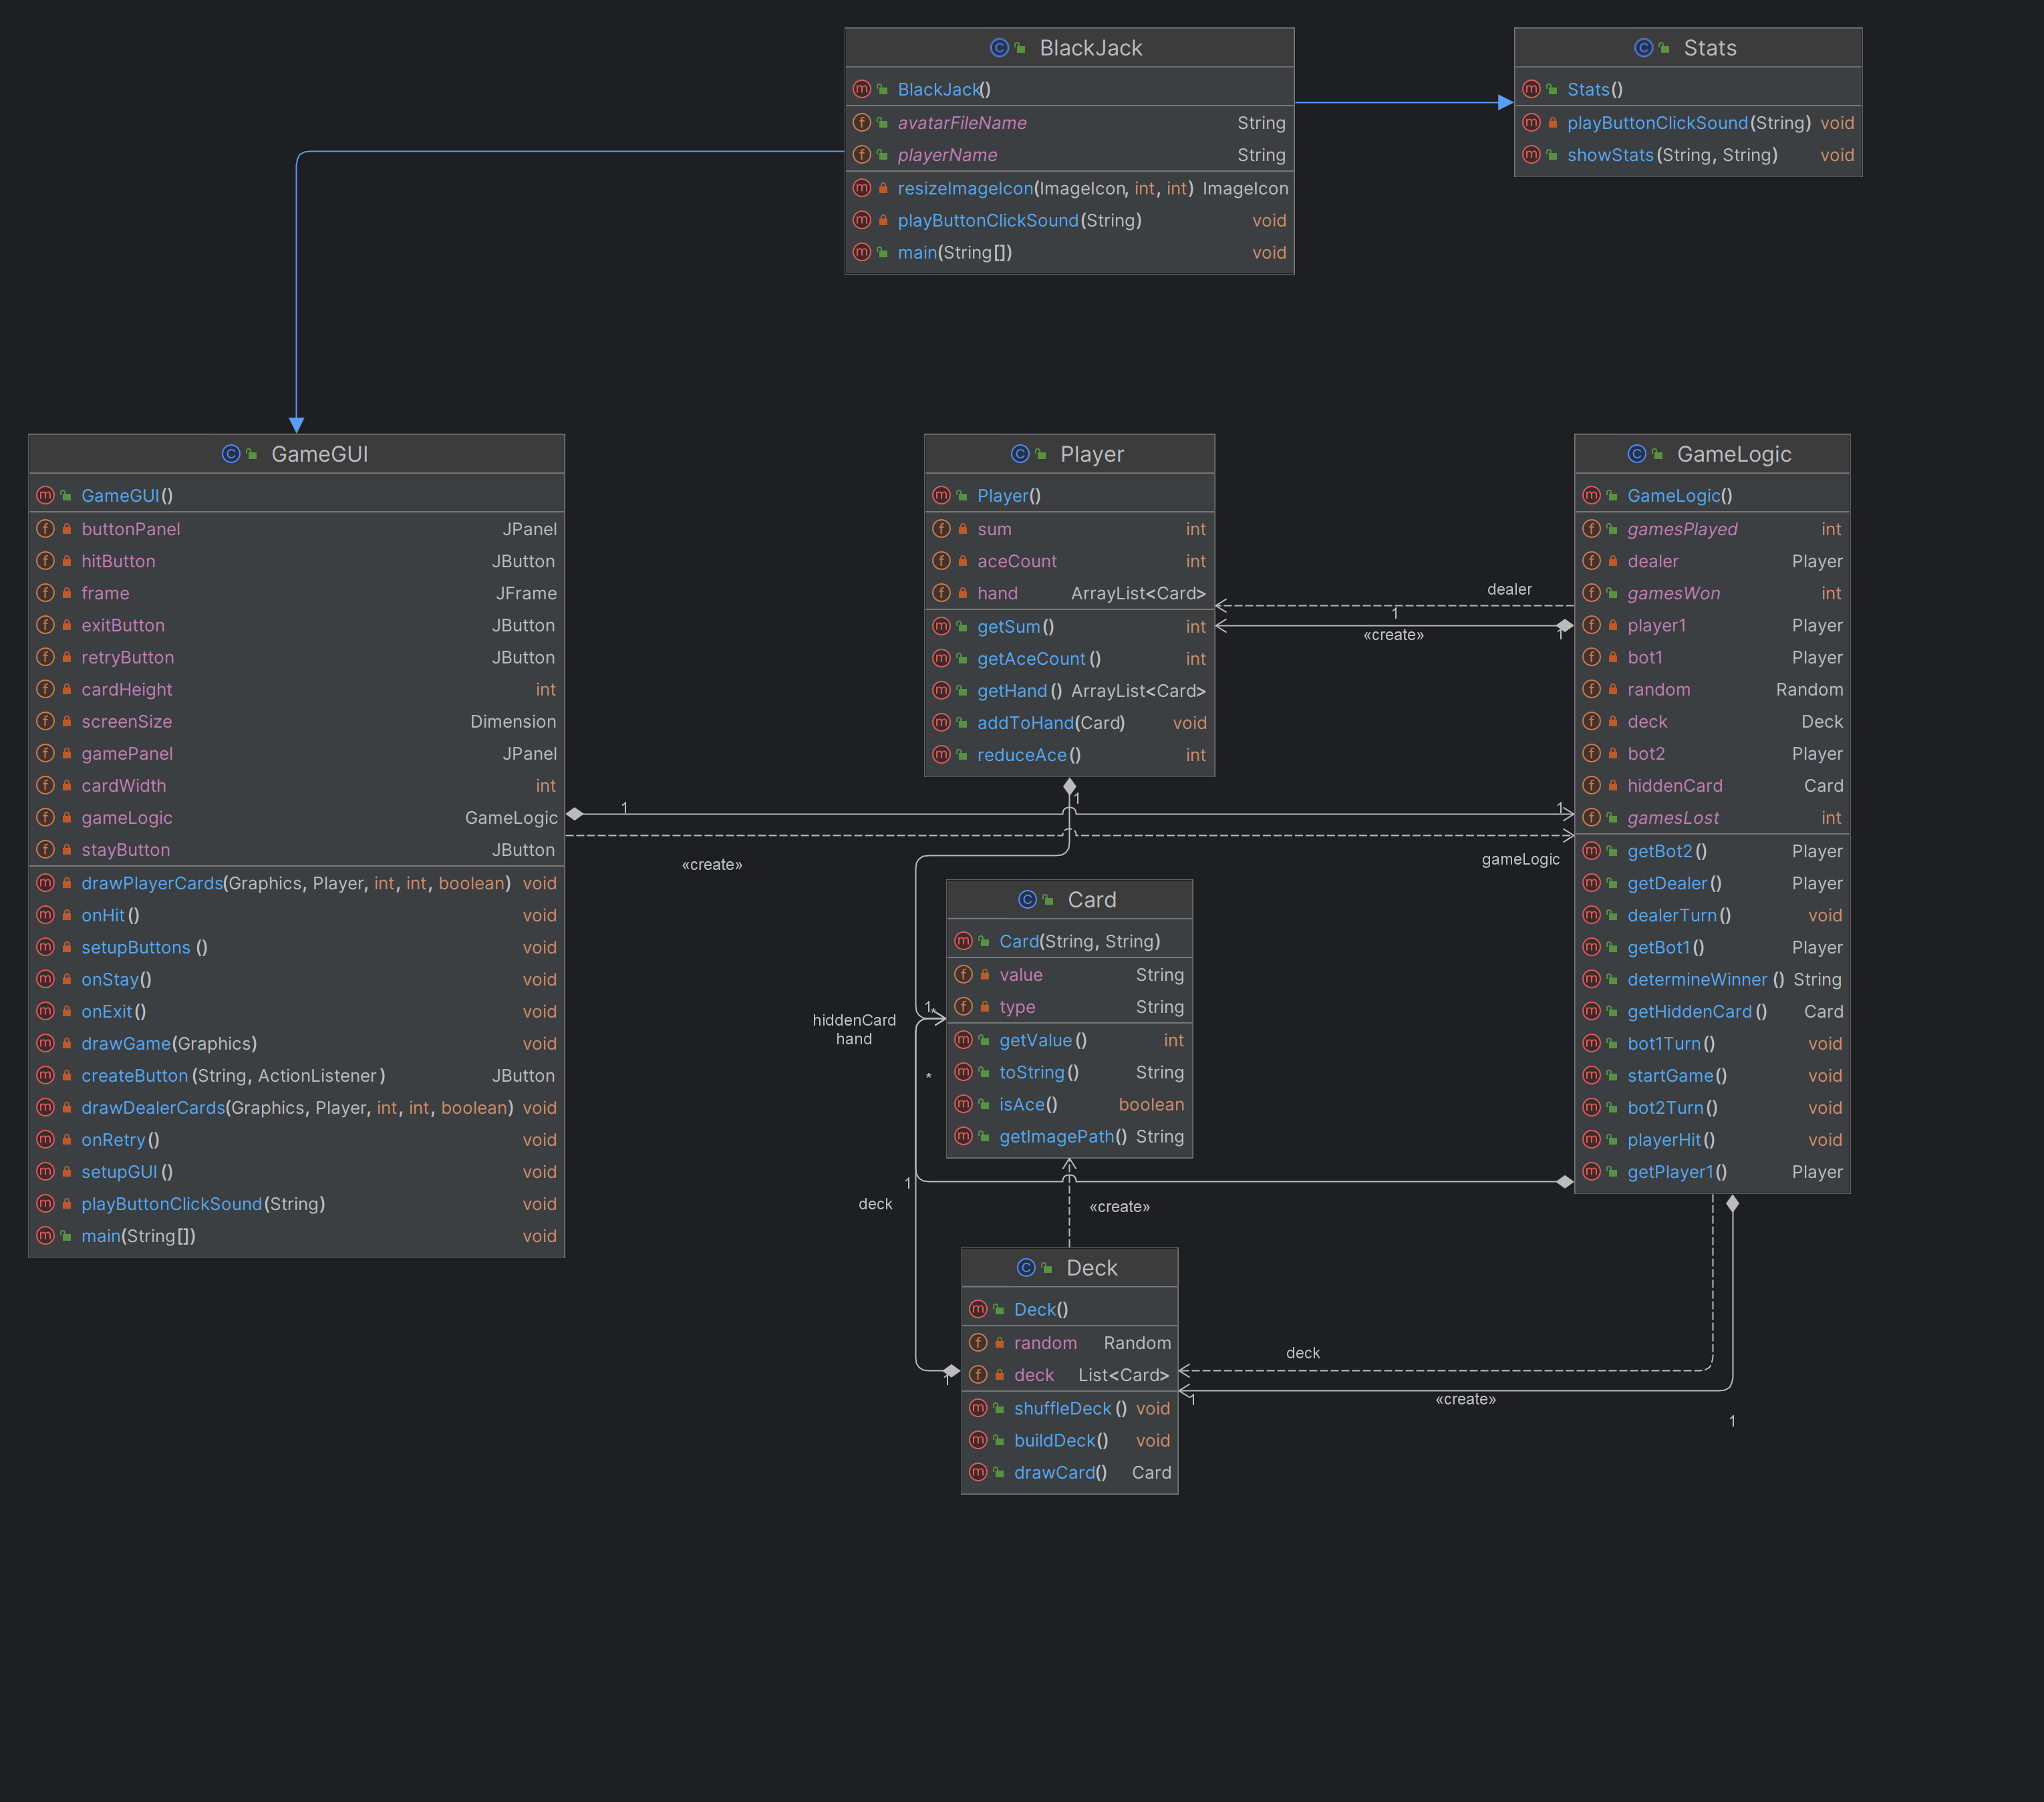 BlackJack
BlackJack()
avatarFileName String
playerName String
resizeImageIcon(ImageIcon, int, int) ImageIcon
playButtonClickSound(String) void
main(String[]) void
Stats
Stats()
playButtonClickSound(String) void
showStats(String, String) void
GameGUI
GameGUI()
buttonPanel JPanel
hitButton JButton
frame JFrame
exitButton JButton
retryButton JButton
cardHeight int
screenSize Dimension
gamePanel JPanel
cardWidth int
gameLogic GameLogic
stayButton JButton
drawPlayerCards(Graphics, Player, int, int, boolean) void
onHit() void
setupButtons() void
onStay() void
onExit() void
drawGame(Graphics) void
createButton(String, ActionListener) JButton
drawDealerCards(Graphics, Player, int, int, boolean) void
onRetry() void
setupGUI() void
playButtonClickSound(String) void
main(String[]) void
Player
Player()
sum int
aceCount int
hand ArrayList<Card>
getSum() int
getAceCount() int
getHand() ArrayList<Card>
addToHand(Card) void
reduceAce() int
GameLogic
GameLogic()
gamesPlayed int
dealer Player
gamesWon int
player1 Player
bot1 Player
random Random
deck Deck
bot2 Player
hiddenCard Card
gamesLost int
getBot2() Player
getDealer() Player
dealerTurn() void
getBot1() Player
determineWinner() String
getHiddenCard() Card
bot1Turn() void
startGame() void
bot2Turn() void
playerHit() void
getPlayer1() Player
dealer
1
«create»
1
1
1
1
«create»
gameLogic
Card
Card(String, String)
value String
type String
getValue() int
toString() String
isAce() boolean
getImagePath() String
1
*
hiddenCard
hand
*
1
deck
«create»
Deck
Deck()
random Random
deck List<Card>
shuffleDeck() void
buildDeck() void
drawCard() Card
1
deck
1
«create»
1